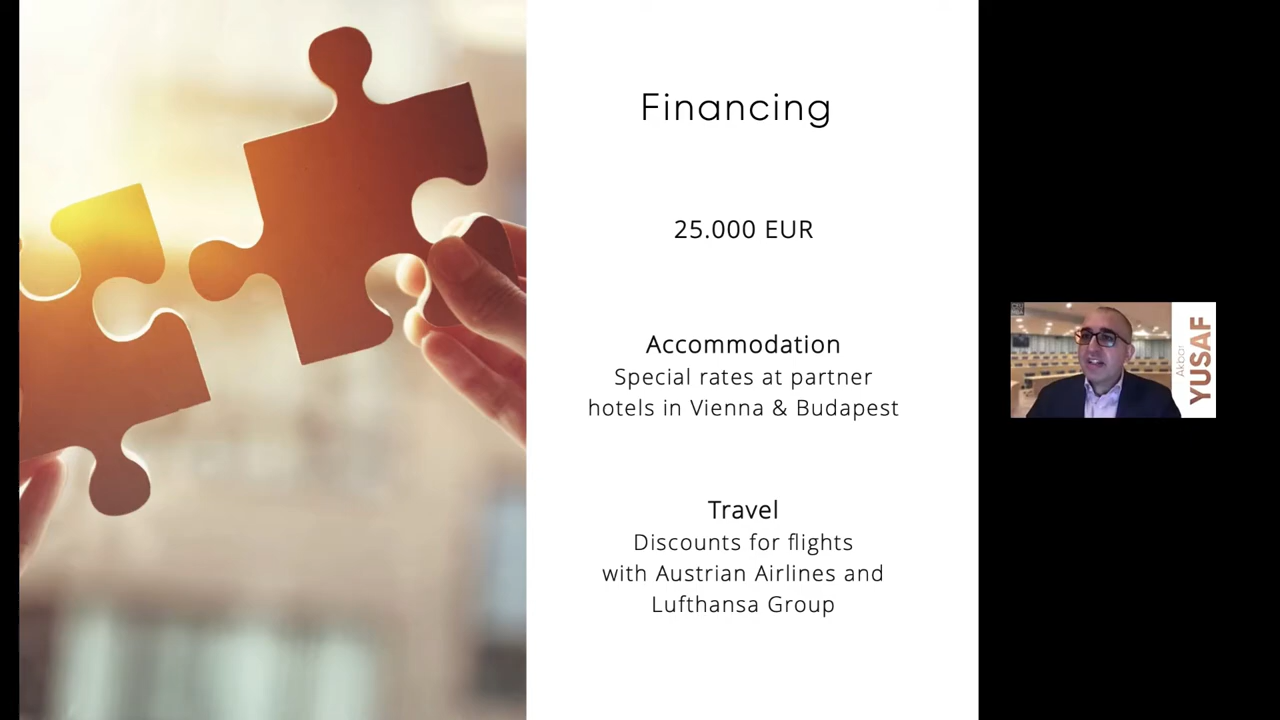 Financing
25.000 EUR
Accommodation
Special rates at partner
hotels in Vienna & Budapest
Travel
Discounts for flights
with Austrian Airlines and
Lufthansa Group
Akbar
YUSAF